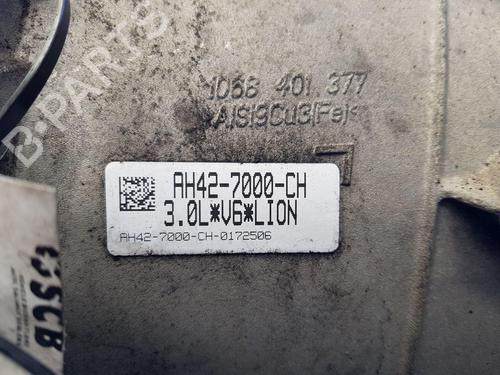 B-PARTS
1068 401 377
AlSi9Cu3(Fe)
AH42-7000-CH
3.0L*V6*LION
AH42-7000-CH-0172506